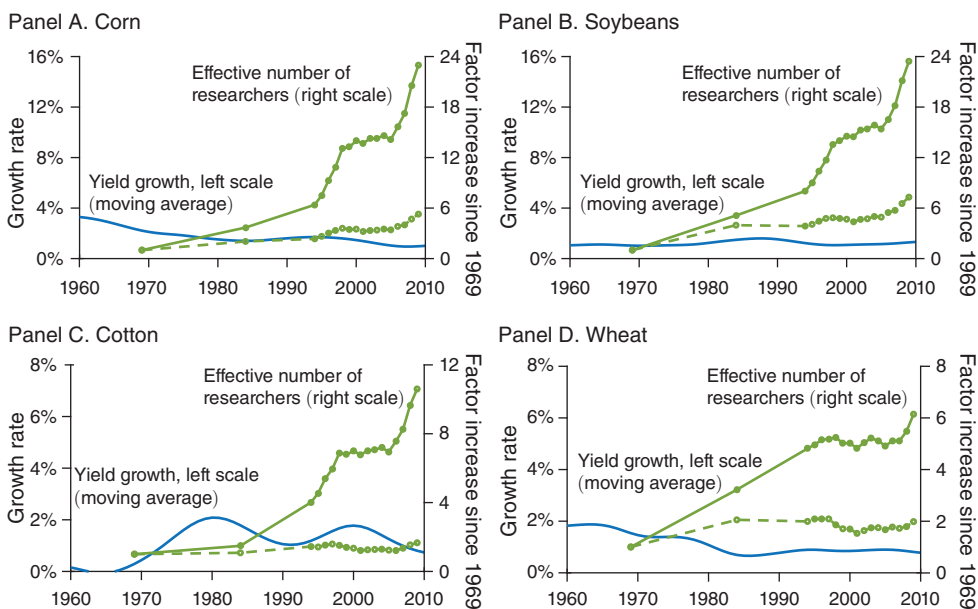 Panel A. Corn
16%
12%
8%
4%
0%
Growth rate
Effective number of
researchers (right scale)
Yield growth, left scale
(moving average)
24
18
12
6
0
Factor increase since 1969
1960 1970 1980 1990 2000 2010
Panel B. Soybeans
16%
12%
8%
4%
0%
Growth rate
Effective number of
researchers (right scale)
Yield growth, left scale
(moving average)
24
18
12
6
0
Factor increase since 1969
1960 1970 1980 1990 2000 2010
Panel C. Cotton
8%
6%
4%
2%
0%
Growth rate
Effective number of
researchers (right scale)
Yield growth, left scale
(moving average)
12
8
4
0
Factor increase since 1969
1960 1970 1980 1990 2000 2010
Panel D. Wheat
8%
6%
4%
2%
0%
Growth rate
Effective number of
researchers (right scale)
Yield growth, left scale
(moving average)
8
6
4
2
0
Factor increase since 1969
1960 1970 1980 1990 2000 2010